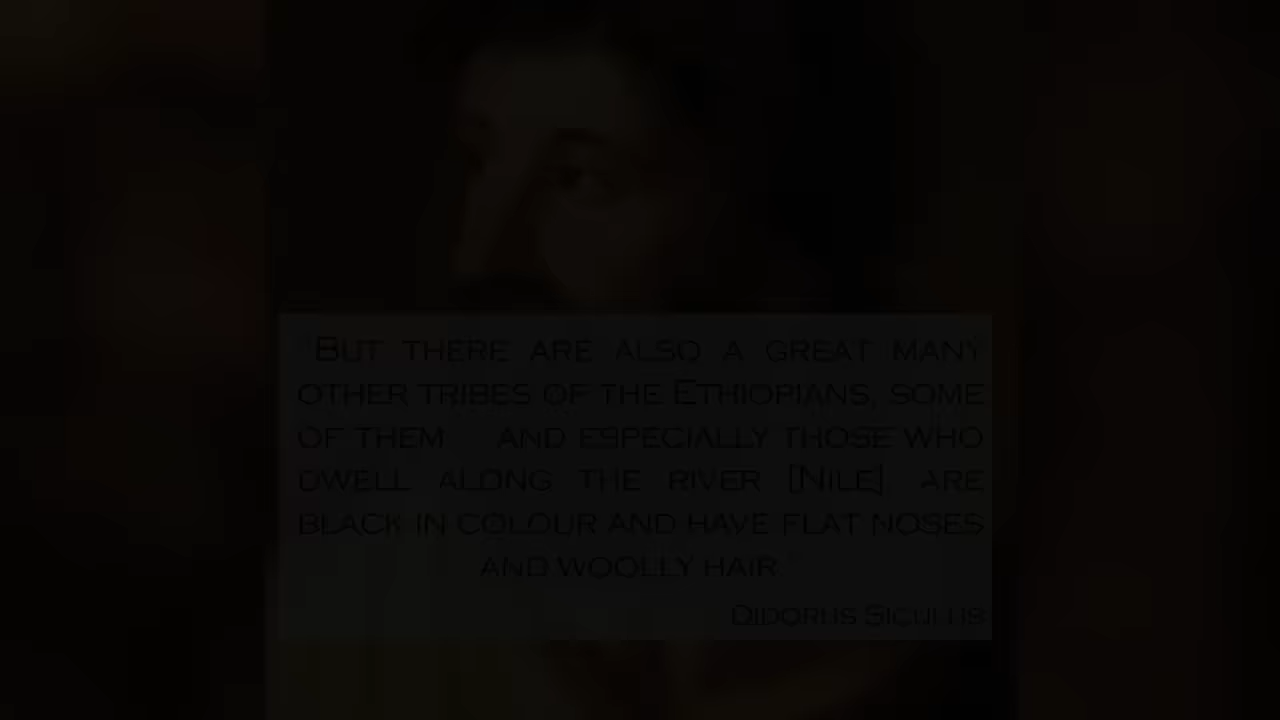 "But there are also a great many
other tribes of the Ethiopians, some
of them and especially those who
dwell along the river [Nile] are
black in colour and have flat noses
and woolly hair."
Didorus Siculus